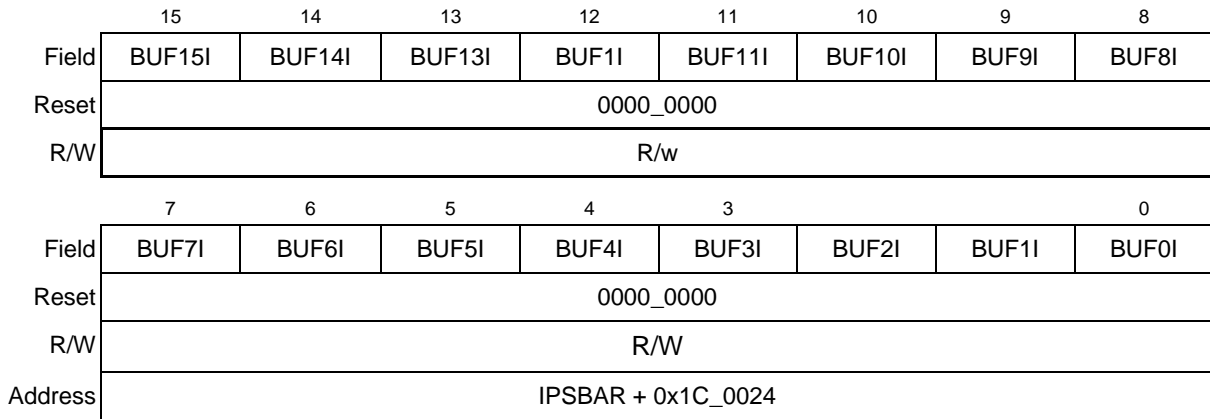 15 14 13 12 11 10 9 8
Field BUF15I BUF14I BUF13I BUF1I BUF11I BUF10I BUF9I BUF8I
Reset 0000_0000
R/W R/w
7 6 5 4 3 0
Field BUF7I BUF6I BUF5I BUF4I BUF3I BUF2I BUF1I BUF0I
Reset 0000_0000
R/W R/W
Address IPSBAR + 0x1C_0024